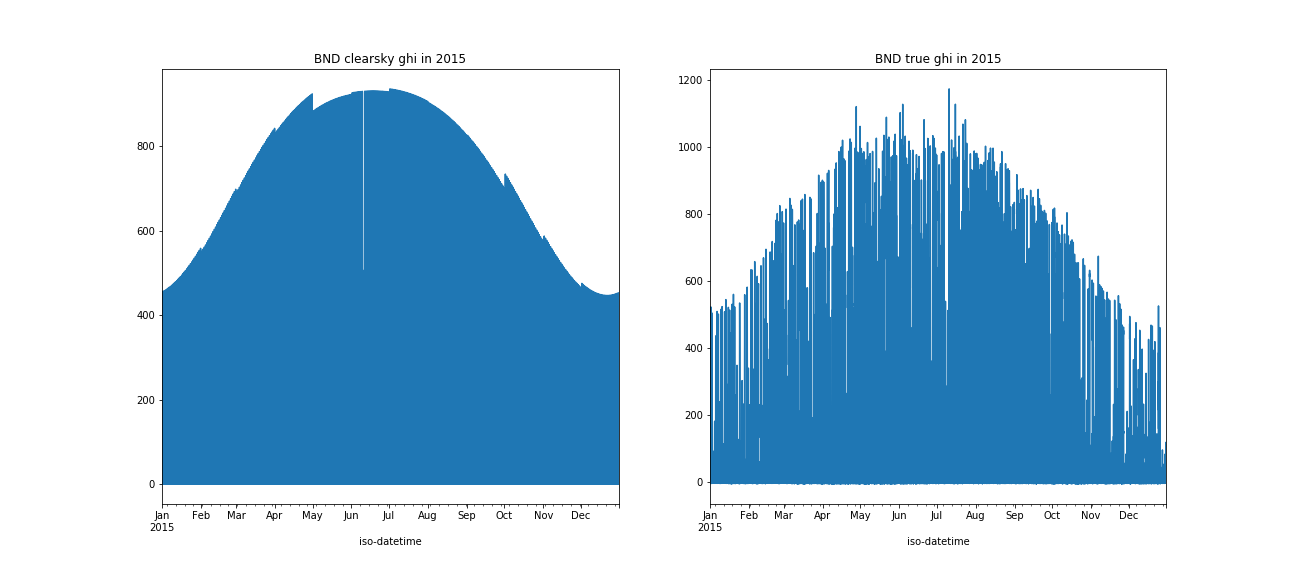 BND clearsky ghi in 2015
800
600
400
200
0
Jan Feb Mar Apr May Jun Jul Aug Sep Oct Nov Dec
2015
iso-datetime
BND true ghi in 2015
1200
1000
800
600
400
200
0
Jan Feb Mar Apr May Jun Jul Aug Sep Oct Nov Dec
2015
iso-datetime